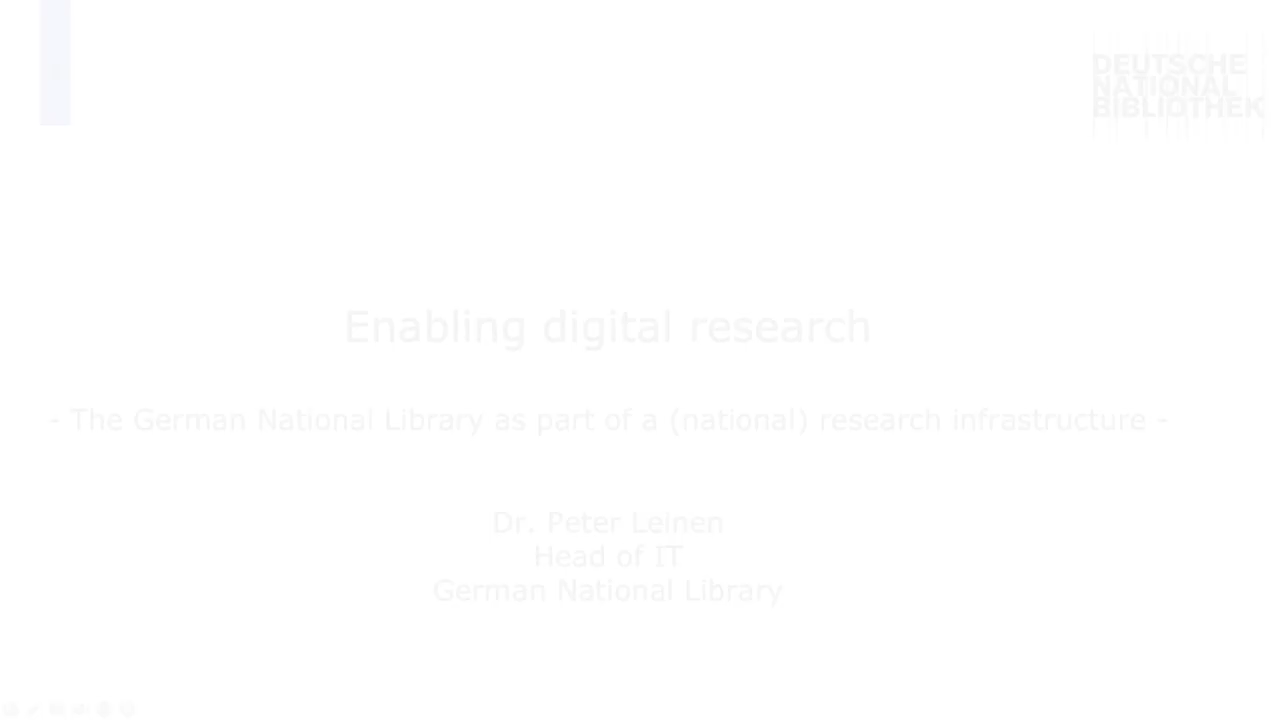 DEUTSCHE
NATIONAL
BIBLIOTHEK
Enabling digital research
- The German National Library as part of a (national) research infrastructure -
Dr. Peter Leinen
Head of IT
German National Library